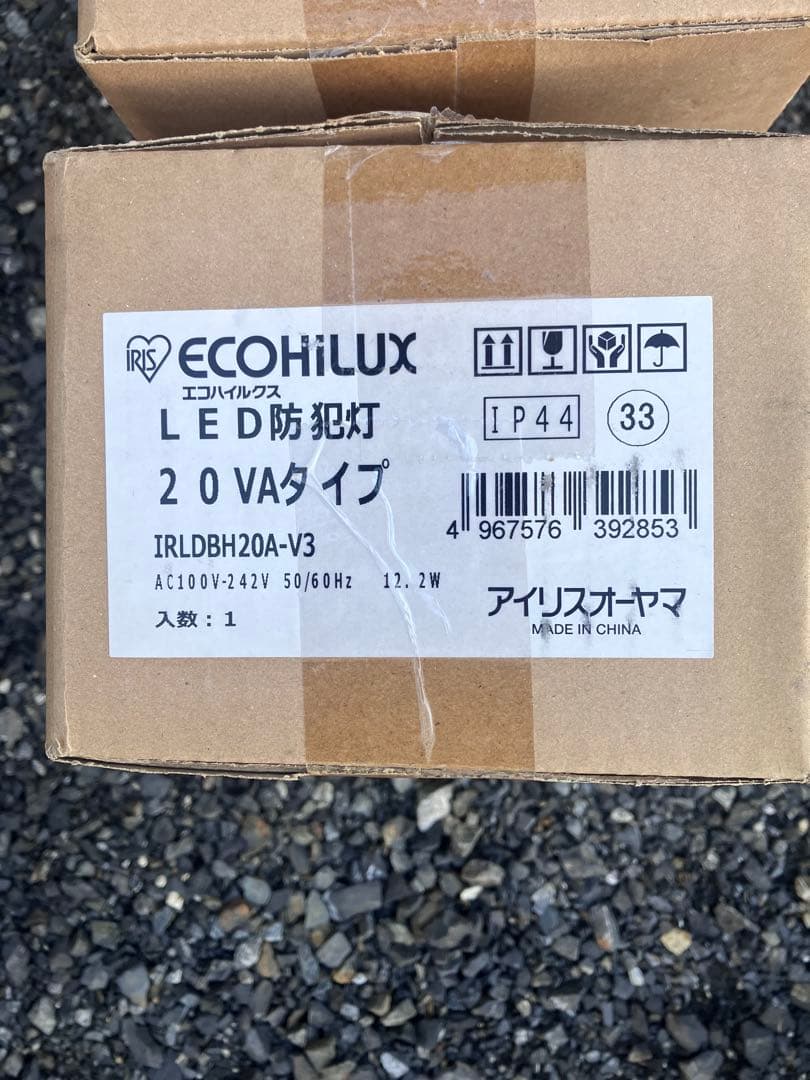 IRIS ECOHiLUX
エコハイルクス
LED防犯灯
IP44 33
20VAタイプ
4 967576 392853
IRLDBH20A-V3
AC100V-242V 50/60Hz 12.2W
入数:1
アイリスオーヤマ
MADE IN CHINA